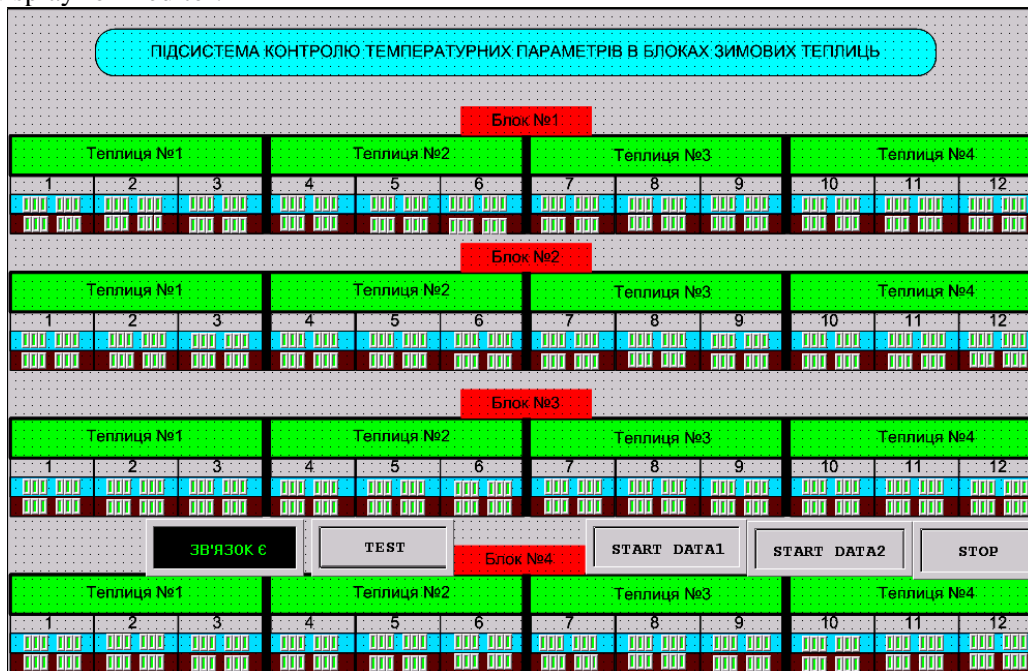 ПІДСИСТЕМА КОНТРОЛЮ ТЕМПЕРАТУРНИХ ПАРАМЕТРІВ В БЛОКАХ ЗИМОВИХ ТЕПЛИЦЬ
Блок №1
Теплиця №1 Теплиця №2 Теплиця №3 Теплиця №4
1 2 3 4 5 6 7 8 9 10 11 12
Блок №2
Теплиця №1 Теплиця №2 Теплиця №3 Теплиця №4
1 2 3 4 5 6 7 8 9 10 11 12
Блок №3
Теплиця №1 Теплиця №2 Теплиця №3 Теплиця №4
1 2 3 4 5 6 7 8 9 10 11 12
ЗВ'ЯЗОК Є TEST START DATA1 START DATA2 STOP
Блок №4
Теплиця №1 Теплиця №2 Теплиця №3 Теплиця №4
1 2 3 4 5 6 7 8 9 10 11 12